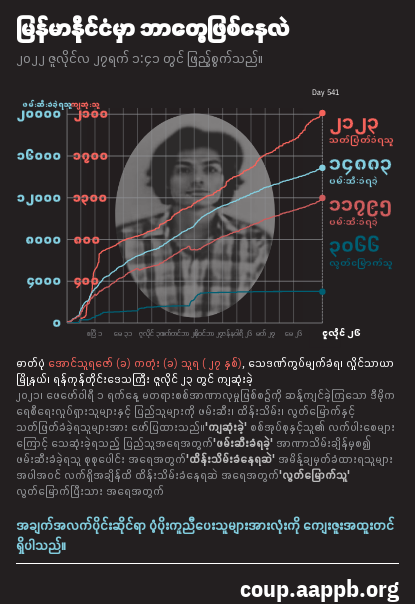 မြန်မာနိုင်ငံမှာ ဘာတွေဖြစ်နေလဲ
၂၀၂၂ ဇူလိုင်လ ၂၇ရက် ၁:၄၁ တွင် ဖြည့်စွက်သည်။
Day 541
ဖမ်းဆီးခံရသူ ကျဆုံးသူ
၂၀၀၀၀ ၂၁၀၀
၂၁၂၃
သတ်ဖြတ်ခံရသူ
၁၆၀၀၀
၁၄၈၈၃
ဖမ်းဆီးခံရဒဲ
၁၂၀၀၀
၁၁၇၅၅
ဖမ်းဆီးခံရဒဲ
၈၀၀၀
၃၀၆၆
လွတ်မြောက်သူ
၄၀၀၀
၀ ၀
ဧပြီ ၁ မေ ၃၁
မေ ၂၆ ဇူလိုင် ၂၆
ဓာတ်ပုံ အောင်သူရဇော် (ခ) ကတုံး (ခ) သူရ (၂၇ နှစ်), သေဒဏ်ကွပ်မျက်ခံရ၊ လှိုင်သာယာ
မြို့နယ်၊ ရန်ကုန်တိုင်းဒေသကြီး ဇူလိုင် ၂၃ တွင် ကျဆုံးခဲ့
၂၀၂၁၊ ဖေဖော်ဝါရီ ၁ ရက်နေ့ မတရားစစ်အာဏာလုမှုဖြစ်စဉ်ကို ဆန့်ကျင်ခဲ့ကြသော ဒီမိုက
ရေစီရေးလှုပ်ရှားသူများနှင့် ပြည်သူများကို ဖမ်းဆီး၊ ထိန်းသိမ်း၊ လွတ်မြောက်နှင့်
သတ်ဖြတ်ခံခဲ့ရသူများအား ဖော်ပြထားသည်။'ကျဆုံးခဲ့' စစ်အုပ်စုနှင့်သူ၏ လက်ပါးစေများ
ကြောင့် သေဆုံးခဲ့ရသည့် ပြည်သူအရေအတွက်'ဖမ်းဆီးခံရခဲ့' အာဏာသိမ်းချိန်မှစ၍
ဖမ်းဆီးခံခဲ့ရသူ စုစုပေါင်း အရေအတွက်'ထိန်းသိမ်းခံနေရဆဲ' အမိန့်ချမှတ်ခံထားရသူများ
အပါအဝင် လက်ရှိအချိန်ထိ ထိန်းသိမ်းခံနေရဆဲ အရေအတွက်'လွတ်မြောက်သူ'
လွတ်မြောက်ပြီးသား အရေအတွက်
အချက်အလက်ပိုင်းဆိုင်ရာ ပံ့ပိုးကူညီပေးသူများအားလုံးကို ကျေးဇူးအထူးတင်
ရှိပါသည်။
coup.aappb.org